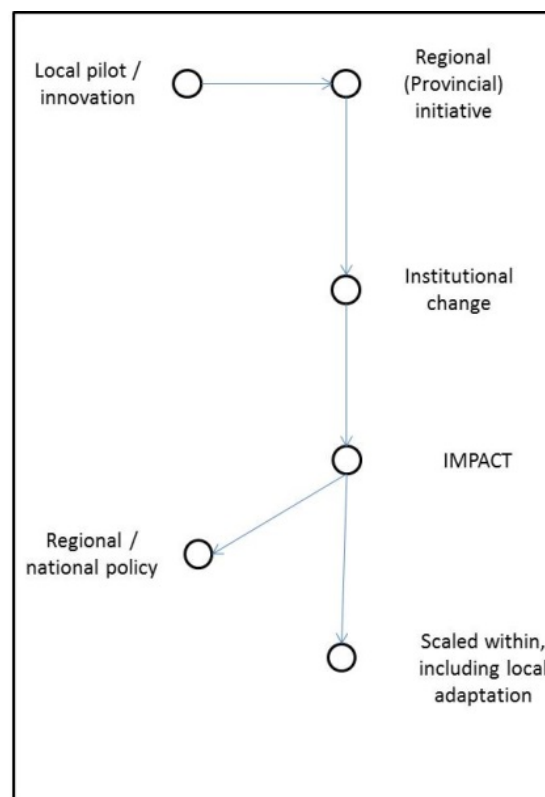 Local pilot /
innovation
Regional
(Provincial)
initiative
Institutional
change
IMPACT
Regional /
national policy
Scaled within,
including local
adaptation